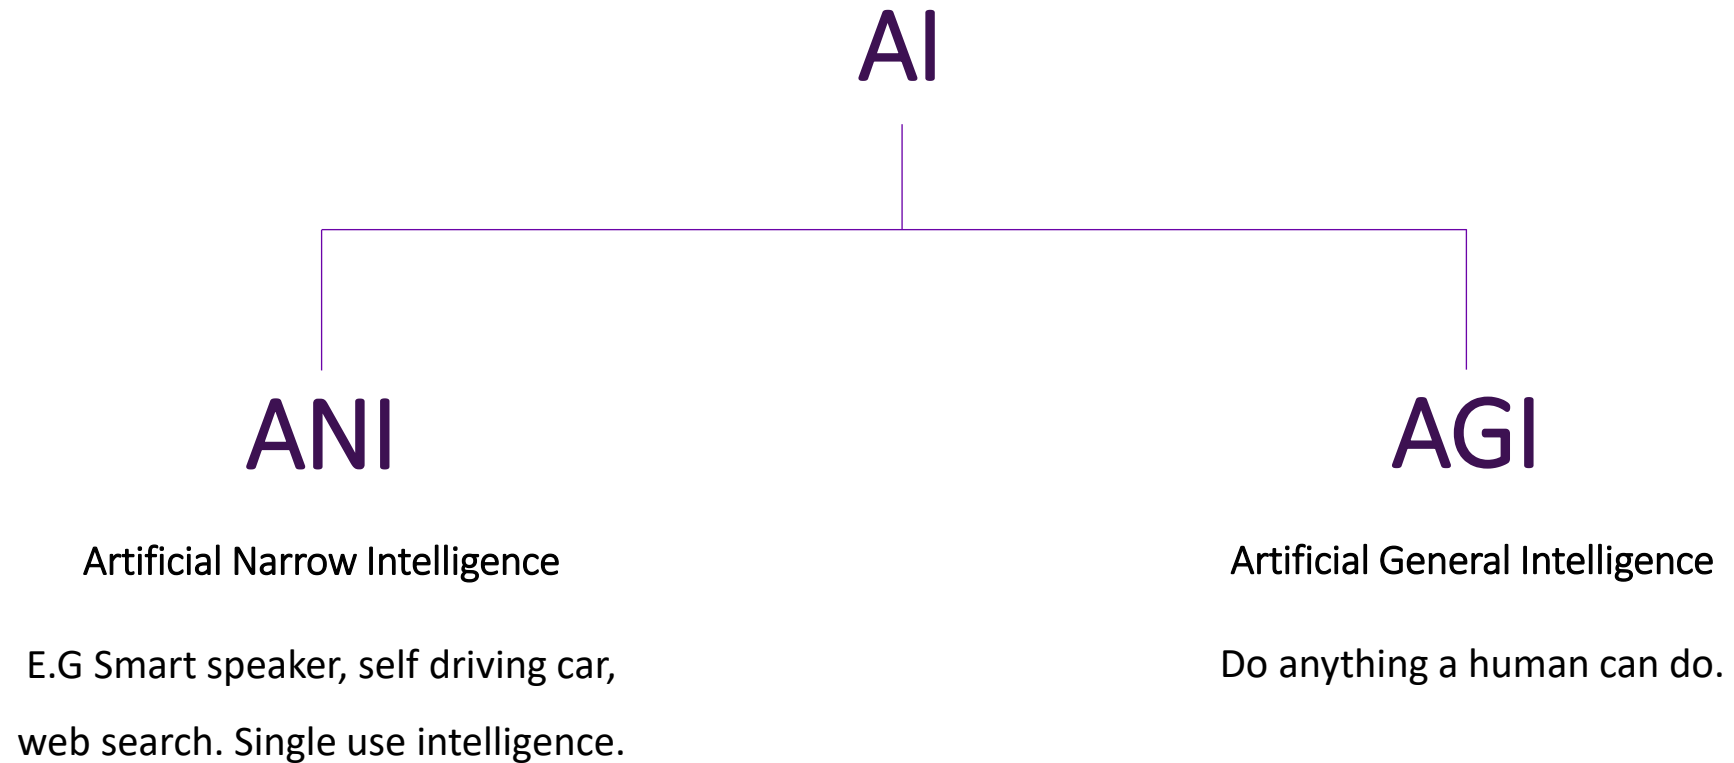 AI
ANI
AGI
Artificial Narrow Intelligence
Artificial General Intelligence
E.G Smart speaker, self driving car,
web search. Single use intelligence.
Do anything a human can do.